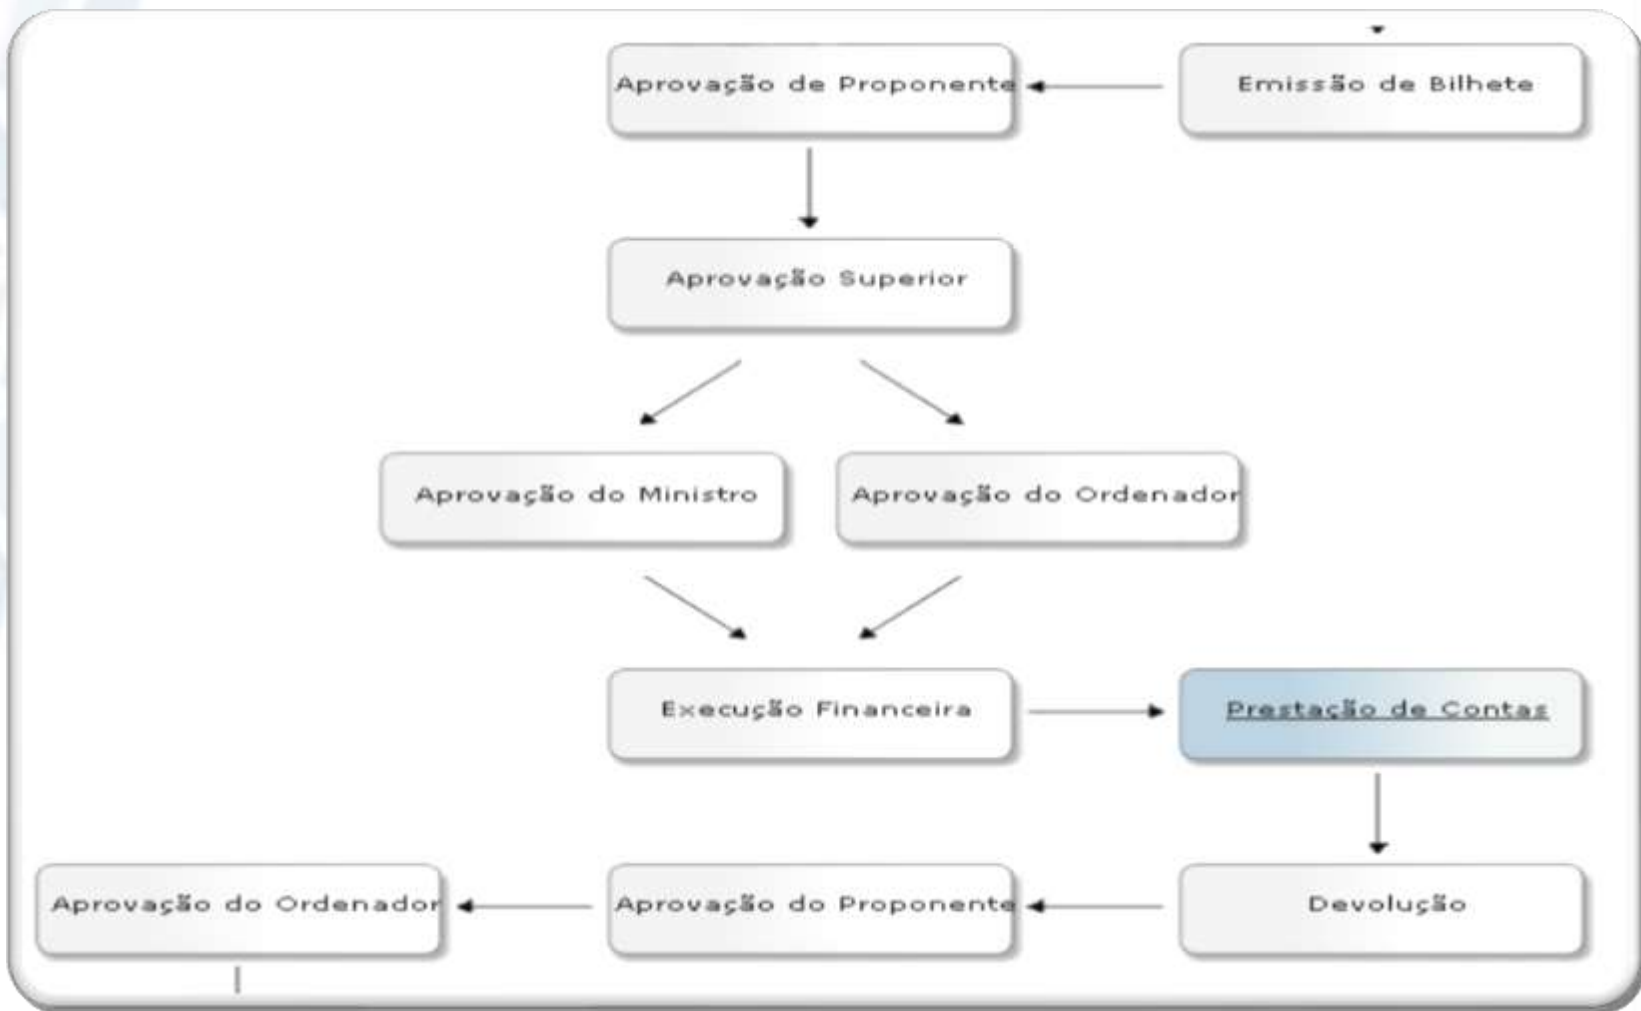 Aprovação de Proponente
Emissão de Bilhete
Aprovação Superior
Aprovação do Ministro
Aprovação do Ordenador
Execução Financeira
Prestação de Contas
Aprovação do Ordenador
Aprovação do Proponente
Devolução